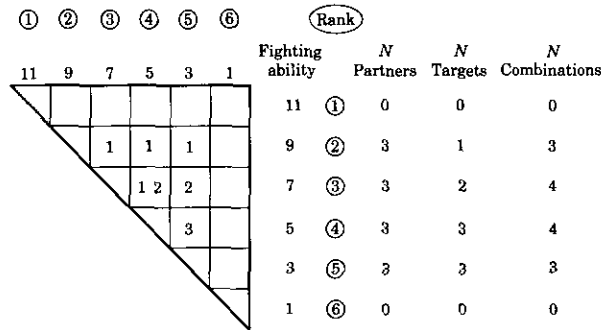 ① ② ③ ④ ⑤ ⑥ Rank
Fighting ability N Partners N Targets N Combinations
11 9 7 5 3 1
11 ① 0 0 0
1 1 1 9 ② 3 1 3
1 2 2 7 ③ 3 2 4
3 5 ④ 3 3 4
3 ⑤ 3 3 3
1 ⑥ 0 0 0